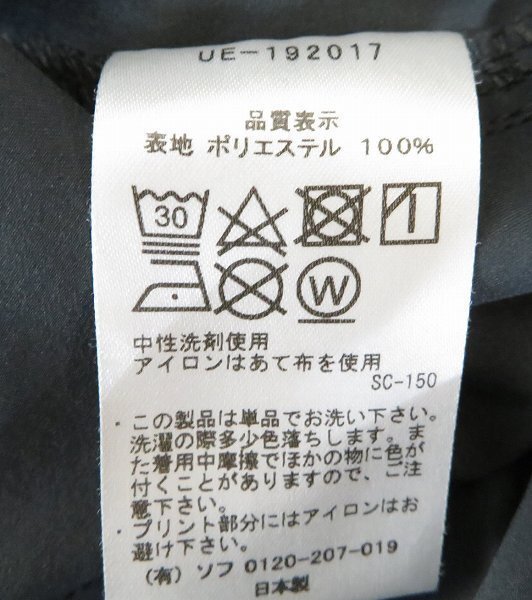 UE-192017
品質表示
表地 ポリエステル 100%
30
W
中性洗剤使用
アイロンはあて布を使用
SC-150
・この製品は単品でお洗い下さい。
洗濯の際多少色落ちします。ま
た着用中摩擦でほかの物に色が
付くことがありますので、ご注
意下さい。
・プリント部分にはアイロンはお
避け下さい。
(有) ソフ 0120-207-019
日本製